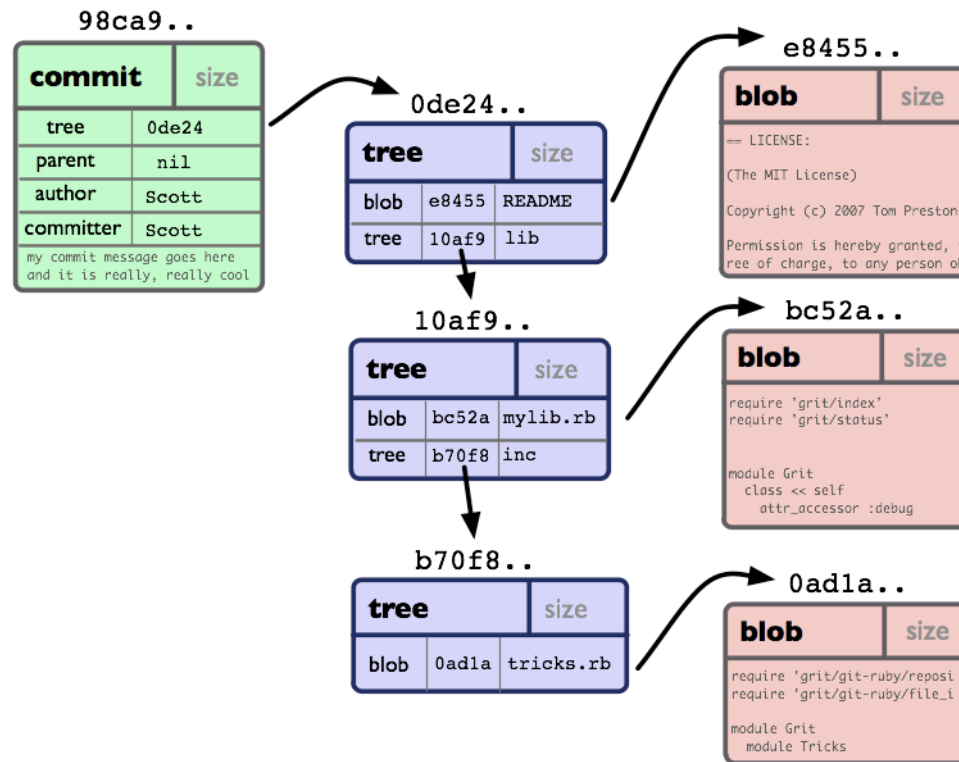 98ca9..
commit size
tree 0de24
parent nil
author Scott
committer Scott
my commit message goes here
and it is really, really cool
0de24..
tree size
blob e8455 README
tree 10af9 lib
e8455..
blob size
== LICENSE:
(The MIT License)
Copyright (c) 2007 Tom Preston
Permission is hereby granted,
ree of charge, to any person ob
10af9..
tree size
blob bc52a mylib.rb
tree b70f8 inc
bc52a..
blob size
require 'grit/index'
require 'grit/status'
module Grit
class << self
attr_accessor :debug
b70f8..
tree size
blob 0ad1a tricks.rb
0ad1a..
blob size
require 'grit/git-ruby/reposi
require 'grit/git-ruby/file_i
module Grit
module Tricks